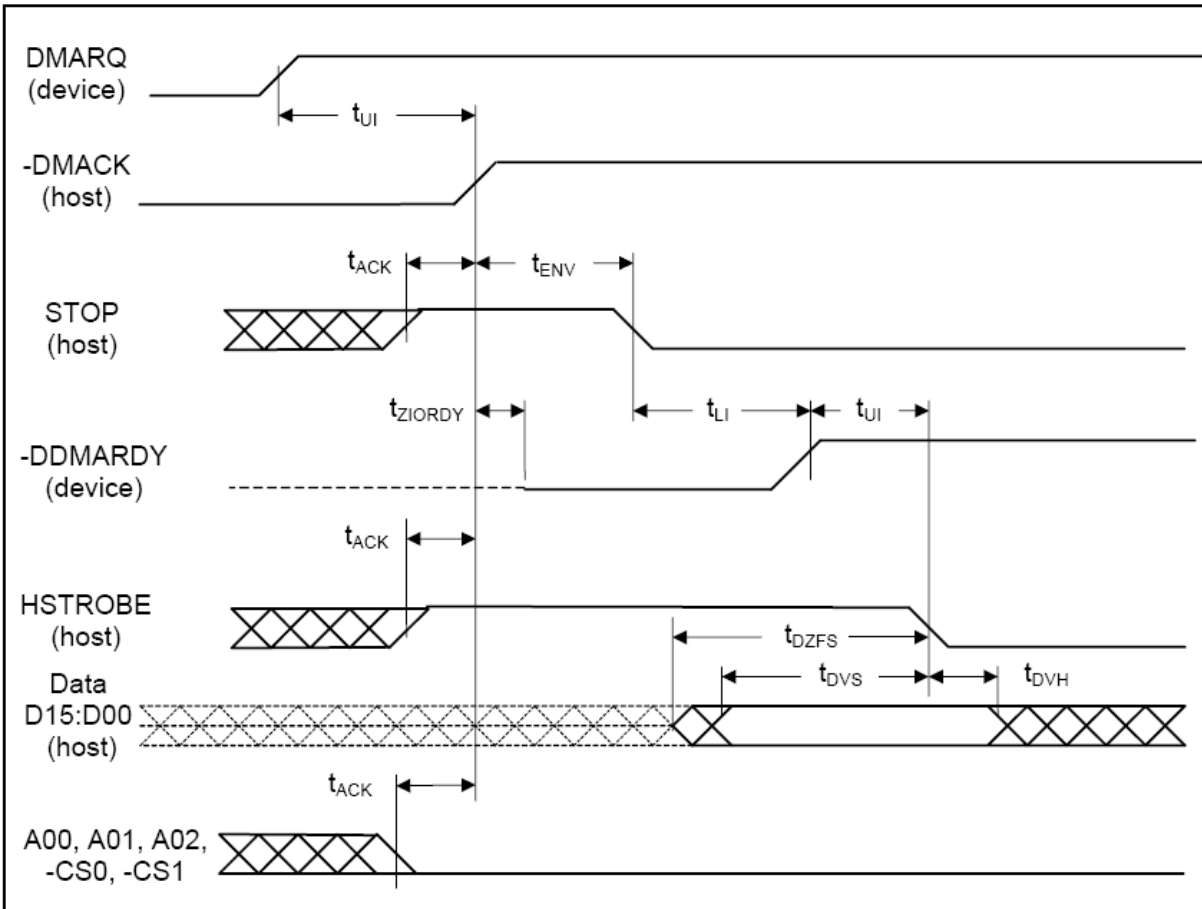 DMARQ
(device)
tUI
-DMACK
(host)
tACK
tENV
STOP
(host)
tZIORDY
tLI
tUI
-DDMARDY
(device)
tACK
HSTROBE
(host)
tDZFS
tDVS
tDVH
Data
D15:D00
(host)
tACK
A00, A01, A02,
-CS0, -CS1